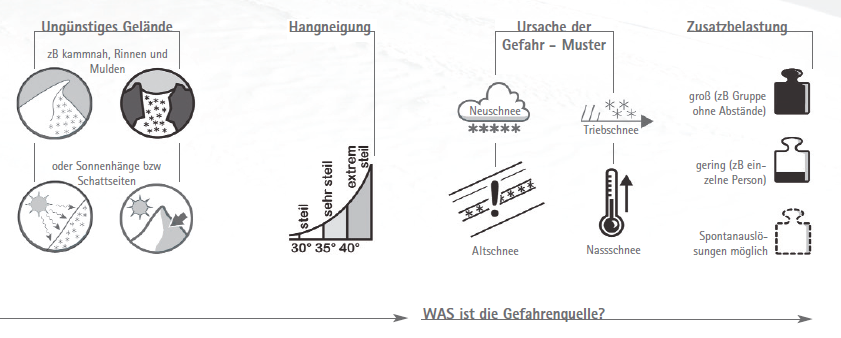 Ungünstiges Gelände
zB kammnah, Rinnen und
Mulden
oder Sonnenhänge bzw
Schattseiten
Hangneigung
steil
sehr steil
extrem
steil
30° 35° 40°
Ursache der
Gefahr - Muster
Neuschnee
Triebschnee
Altschnee
Nassschnee
Zusatzbelastung
groß (zB Gruppe
ohne Abstände)
gering (zB ein-
zelne Person)
Spontanauslö-
sungen möglich
WAS ist die Gefahrenquelle?